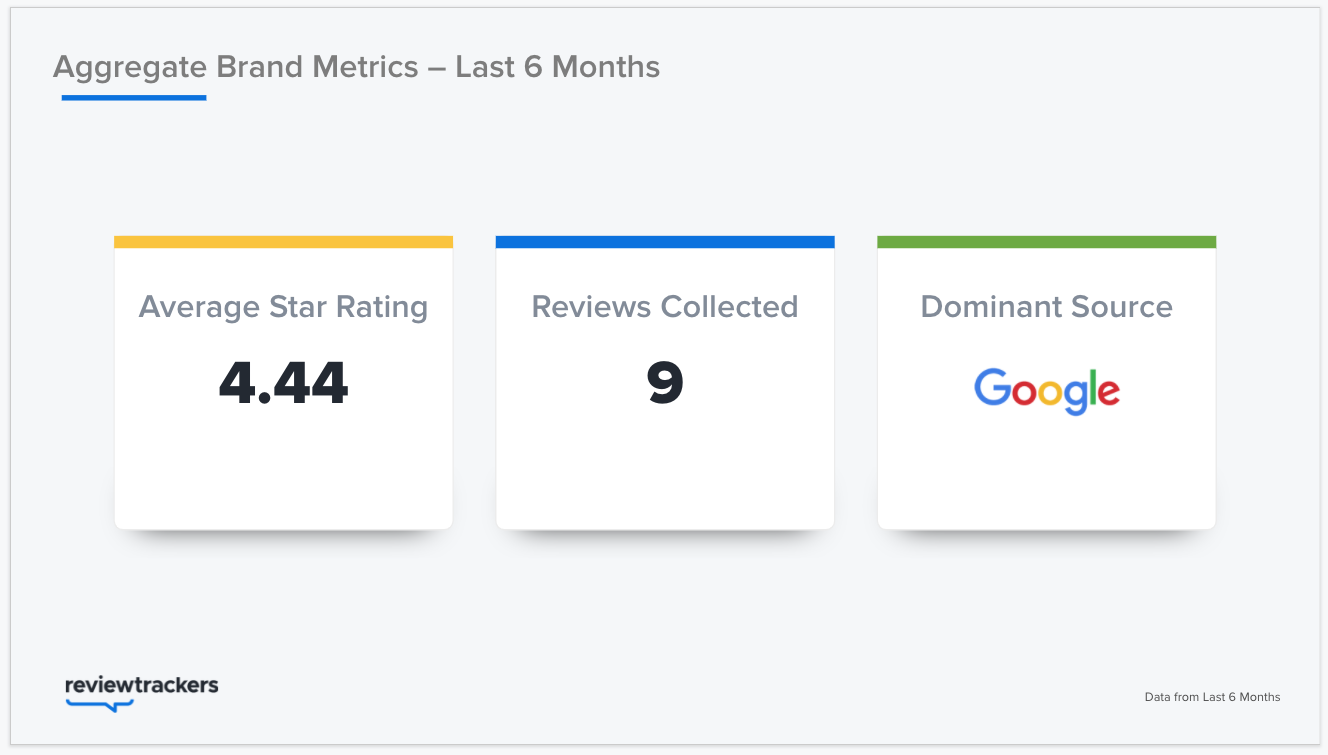 Aggregate Brand Metrics – Last 6 Months
Average Star Rating
4.44
Reviews Collected
9
Dominant Source
Google
reviewtrackers
Data from Last 6 Months